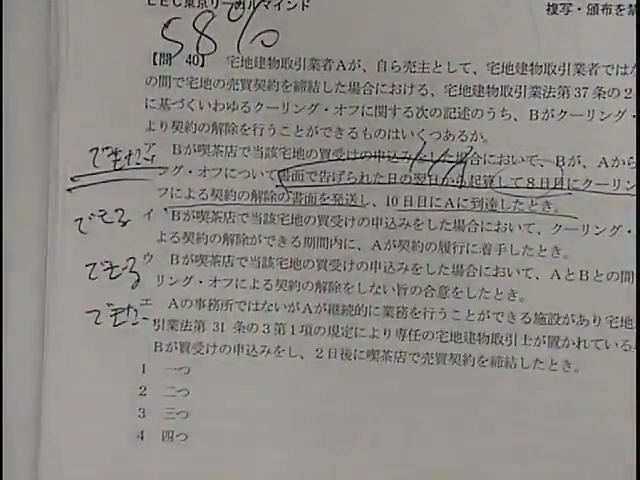 LEC東京リーガルマインド 複写・頒布を禁
58%
【問 40】 宅地建物取引業者Aが、自ら売主として、宅地建物取引業者ではな
の間で宅地の売買契約を締結した場合における、宅地建物取引業法第37条の2
に基づくいわゆるクーリング・オフに関する次の記述のうち、Bがクーリング・
より契約の解除を行うことができるものはいくつあるか。
ア Bが喫茶店で当該宅地の買受けの申込みをした場合において、Bが、Aから
グ・オフについて書面で告げられた日の翌日から起算して8日目にクーリン
フによる契約の解除の書面を発送し、10日目にAに到達したとき。
できる
イ Bが喫茶店で当該宅地の買受けの申込みをした場合において、クーリング・
よる契約の解除ができる期間内に、Aが契約の履行に着手したとき。
できる
ウ Bが喫茶店で当該宅地の買受けの申込みをした場合において、AとBとの間
リング・オフによる契約の解除をしない旨の合意をしたとき。
エ Aの事務所ではないがAが継続的に業務を行うことができる施設があり宅地
引業法第31条の3第1項の規定により専任の宅地建物取引士が置かれている
Bが買受けの申込みをし、2日後に喫茶店で売買契約を締結したとき。
1 一つ
2 二つ
3 三つ
4 四つ